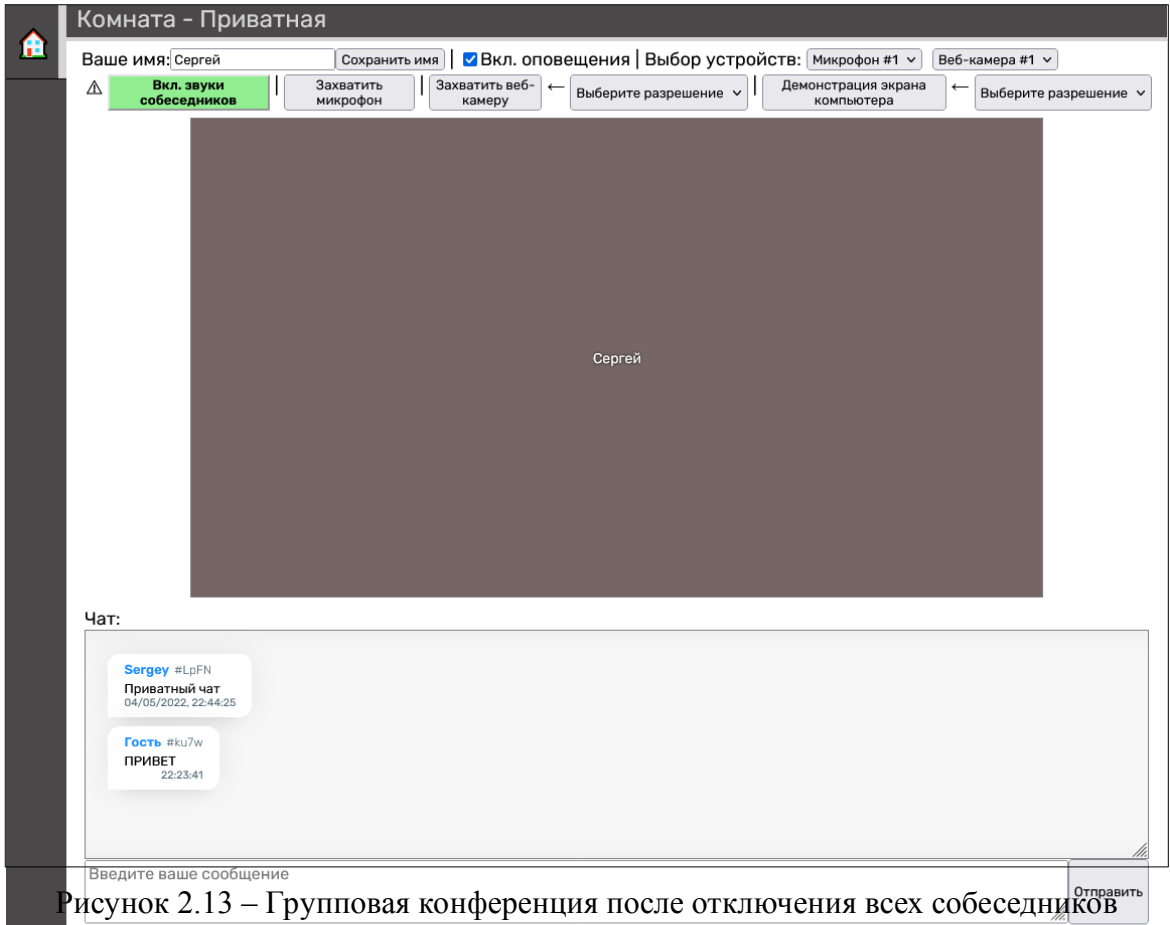 Комната - Приватная
Ваше имя: Сергей Сохранить имя | Вкл. оповещения | Выбор устройств: Микрофон #1 Веб-камера #1
⚠ Вкл. звуки собеседников | Захватить микрофон | Захватить веб-камеру ← Выберите разрешение | Демонстрация экрана компьютера ← Выберите разрешение
Сергей
Чат:
Sergey #LpFN
Приватный чат
04/05/2022, 22:44:25
Гость #ku7w
ПРИВЕТ
22:23:41
Введите ваше сообщение
Отправить
Рисунок 2.13 – Групповая конференция после отключения всех собеседников